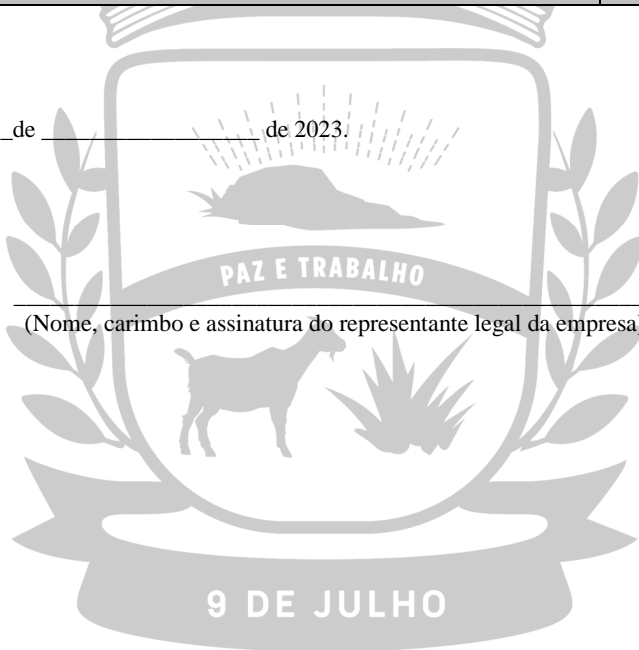 _de __________________ de 2023.
PAZ E TRABALHO
(Nome, carimbo e assinatura do representante legal da empresa)
9 DE JULHO